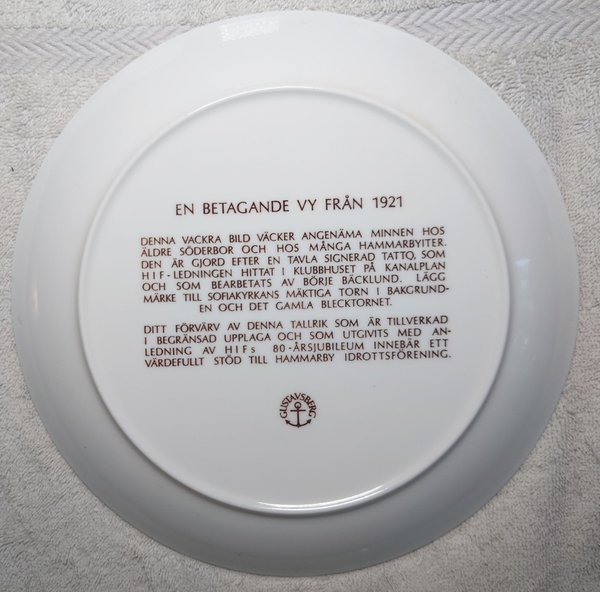 EN BETAGANDE VY FRÅN 1921
DENNA VACKRA BILD VÄCKER ANGENÄMA MINNEN HOS
ÄLDRE SÖDERBOR OCH HOS MÅNGA HAMMARBYITER.
DEN ÄR GJORD EFTER EN TAVLA SIGNERAD TATTO, SOM
HIF-LEDNINGEN HITTAT I KLUBBHUSET PÅ KANALPLAN
OCH SOM BEARBETATS AV BÖRJE BÄCKLUND. LÄGG
MÄRKE TILL SOFIAKYRKANS MÄKTIGA TORN I BAKGRUND-
EN OCH DET GAMLA BLECKTORNET.
DITT FÖRVÄRV AV DENNA TALLRIK SOM ÄR TILLVERKAD
I BEGRÄNSAD UPPLAGA OCH SOM UTGIVITS MED AN-
LEDNING AV HIFs 80-ÅRSJUBILEUM INNEBÄR ETT
VÄRDEFULLT STÖD TILL HAMMARBY IDROTTSFÖRENING.
GUSTAVSBERG